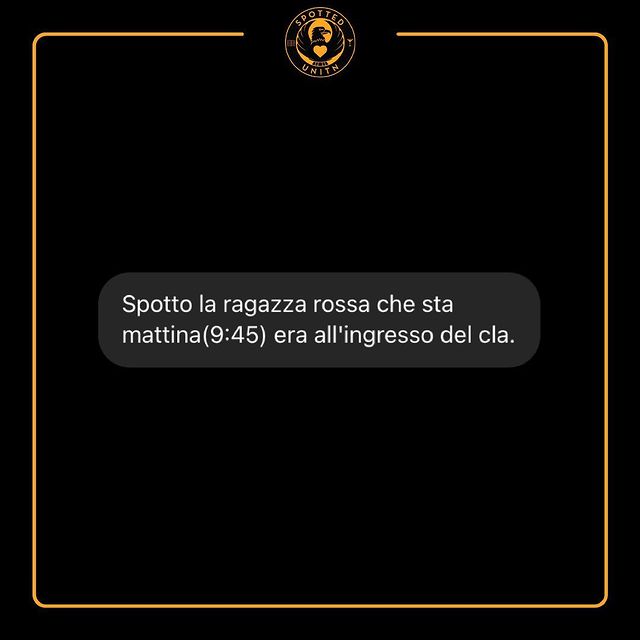 SPOTTED
UNITN
Spotto la ragazza rossa che sta
mattina(9:45) era all'ingresso del cla.